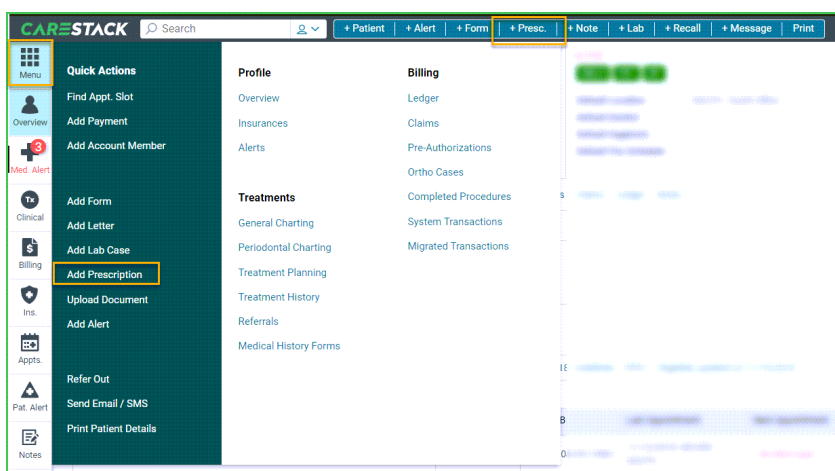 CARESTACK Search + Patient + Alert + Form + Presc. + Note + Lab + Recall + Message Print
Menu
Overview
3
Med. Alert
Tx
Clinical
$
Billing
Ins.
Appts.
Pat. Alert
Notes
Quick Actions
Find Appt. Slot
Add Payment
Add Account Member
Add Form
Add Letter
Add Lab Case
Add Prescription
Upload Document
Add Alert
Refer Out
Send Email / SMS
Print Patient Details
Profile
Overview
Insurances
Alerts
Treatments
General Charting
Periodontal Charting
Treatment Planning
Treatment History
Referrals
Medical History Forms
Billing
Ledger
Claims
Pre-Authorizations
Ortho Cases
Completed Procedures
System Transactions
Migrated Transactions